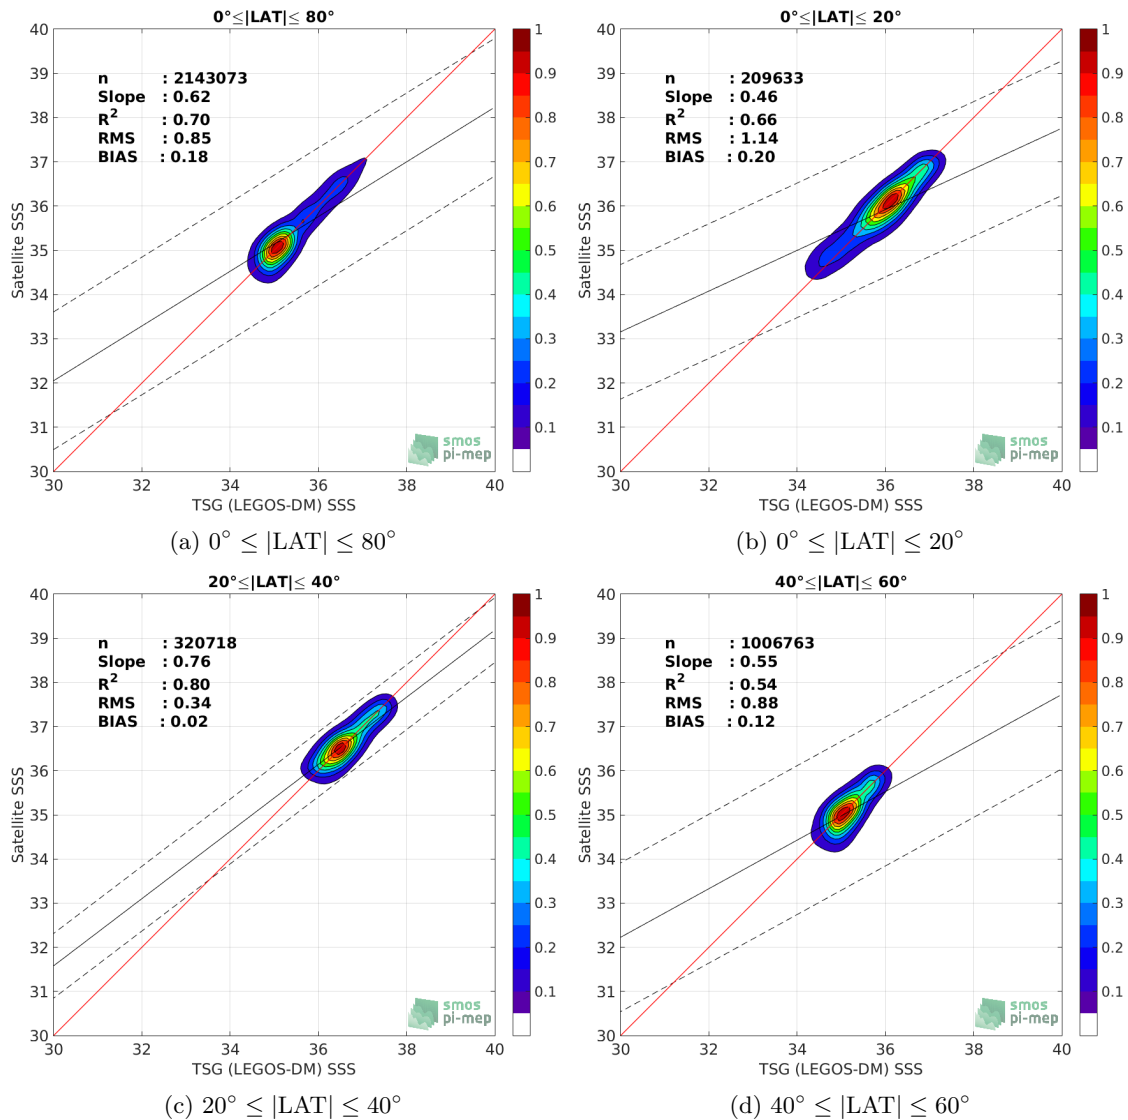 0°≤|LAT|≤ 80°
n : 2143073
Slope : 0.62
R² : 0.70
RMS : 0.85
BIAS : 0.18
40
39
38
37
36
35
34
33
32
31
30
Satellite SSS
30 32 34 36 38 40
TSG (LEGOS-DM) SSS
1
0.9
0.8
0.7
0.6
0.5
0.4
0.3
0.2
0.1
smos
pi-mep
(a) 0° ≤ |LAT| ≤ 80°
0°≤|LAT|≤ 20°
n : 209633
Slope : 0.46
R² : 0.66
RMS : 1.14
BIAS : 0.20
40
39
38
37
36
35
34
33
32
31
30
Satellite SSS
30 32 34 36 38 40
TSG (LEGOS-DM) SSS
1
0.9
0.8
0.7
0.6
0.5
0.4
0.3
0.2
0.1
smos
pi-mep
(b) 0° ≤ |LAT| ≤ 20°
20°≤|LAT|≤ 40°
n : 320718
Slope : 0.76
R² : 0.80
RMS : 0.34
BIAS : 0.02
40
39
38
37
36
35
34
33
32
31
30
Satellite SSS
30 32 34 36 38 40
TSG (LEGOS-DM) SSS
1
0.9
0.8
0.7
0.6
0.5
0.4
0.3
0.2
0.1
smos
pi-mep
(c) 20° ≤ |LAT| ≤ 40°
40°≤|LAT|≤ 60°
n : 1006763
Slope : 0.55
R² : 0.54
RMS : 0.88
BIAS : 0.12
40
39
38
37
36
35
34
33
32
31
30
Satellite SSS
30 32 34 36 38 40
TSG (LEGOS-DM) SSS
1
0.9
0.8
0.7
0.6
0.5
0.4
0.3
0.2
0.1
smos
pi-mep
(d) 40° ≤ |LAT| ≤ 60°